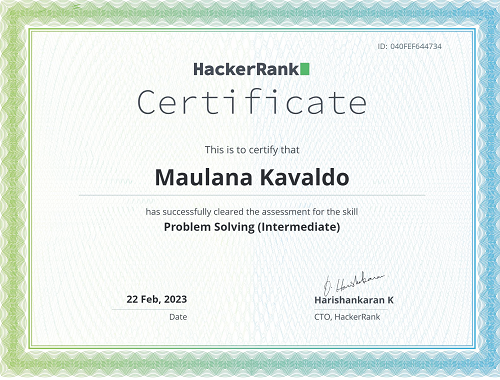 ID: 040FEF644734
HackerRank
Certificate
This is to certify that
Maulana Kavaldo
has successfully cleared the assessment for the skill
Problem Solving (Intermediate)
D. Harishankaran
22 Feb, 2023
Harishankaran K
Date
CTO, HackerRank